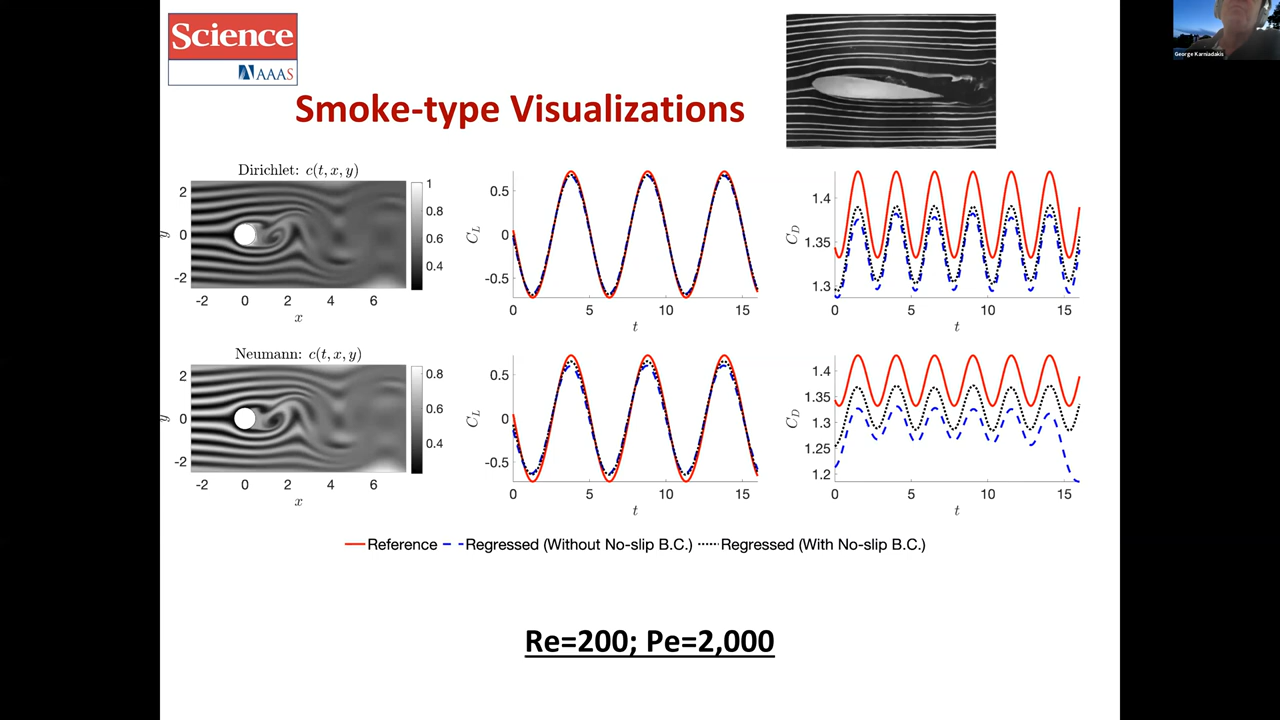 Science
AAAS
George Karniadakis
Smoke-type Visualizations
Dirichlet: c(t, x, y)
y
2
0
-2
-2 0 2 4 6
x
1
0.8
0.6
0.4
C_L
0.5
0
-0.5
0 5 10 15
t
C_D
1.4
1.35
1.3
0 5 10 15
t
Neumann: c(t, x, y)
y
2
0
-2
-2 0 2 4 6
x
0.8
0.6
0.4
C_L
0.5
0
-0.5
0 5 10 15
t
C_D
1.4
1.35
1.3
1.25
1.2
0 5 10 15
t
Reference Regressed (Without No-slip B.C.) Regressed (With No-slip B.C.)
Re=200; Pe=2,000